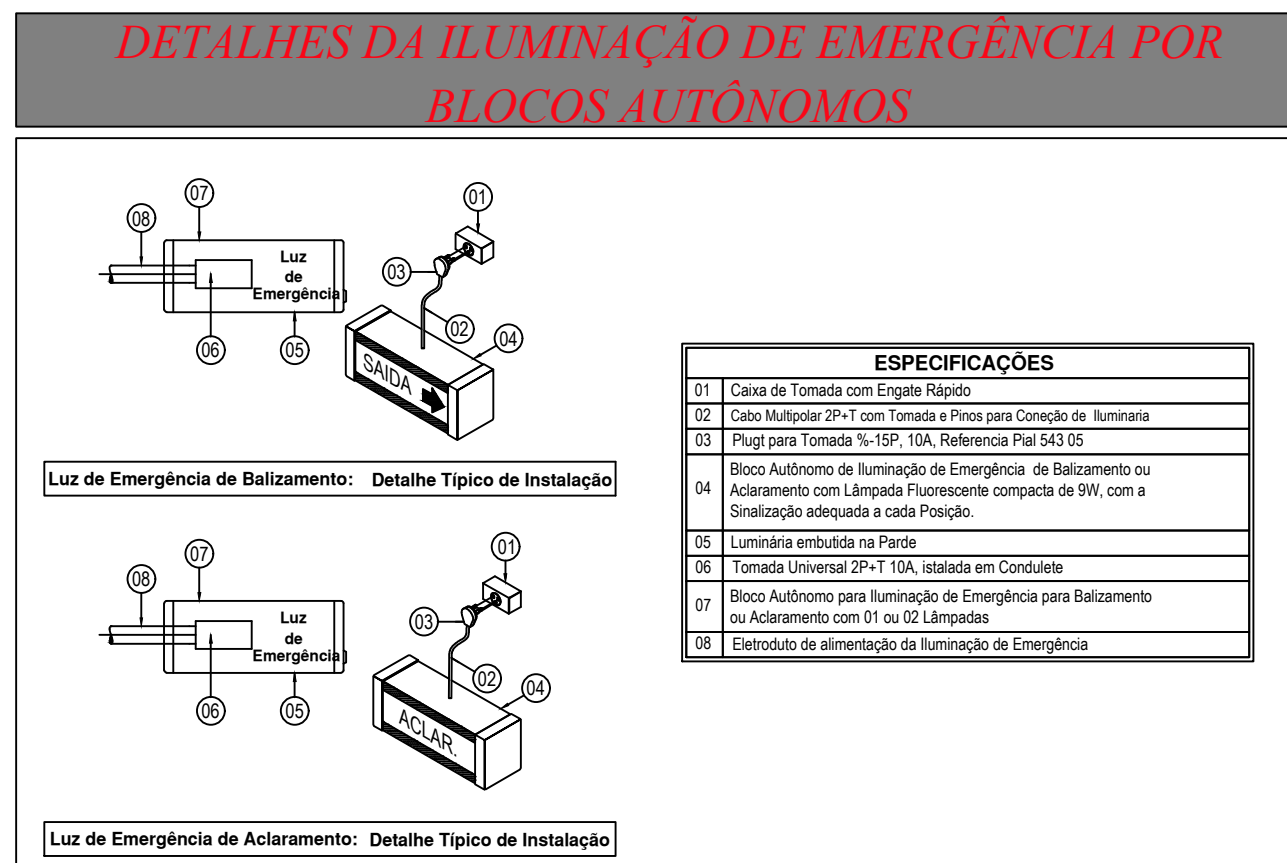 DETALHES DA ILUMINAÇÃO DE EMERGÊNCIA POR
BLOCOS AUTÔNOMOS
07
08
Luz
de
Emergência
06
05
01
03
02
04
SAIDA
Luz de Emergência de Balizamento: Detalhe Típico de Instalação
07
08
Luz
de
Emergência
06
05
01
03
02
04
ACLAR.
Luz de Emergência de Aclaramento: Detalhe Típico de Instalação
ESPECIFICAÇÕES
01 Caixa de Tomada com Engate Rápido
02 Cabo Multipolar 2P+T com Tomada e Pinos para Coneção de Iluminaria
03 Plugt para Tomada %-15P, 10A, Referencia Pial 543 05
04 Bloco Autônomo de Iluminação de Emergência de Balizamento ou
Aclaramento com Lâmpada Fluorescente compacta de 9W, com a
Sinalização adequada a cada Posição.
05 Luminária embutida na Parde
06 Tomada Universal 2P+T 10A, istalada em Condulete
07 Bloco Autônomo para Iluminação de Emergência para Balizamento
ou Aclaramento com 01 ou 02 Lâmpadas
08 Eletroduto de alimentação da Iluminação de Emergência